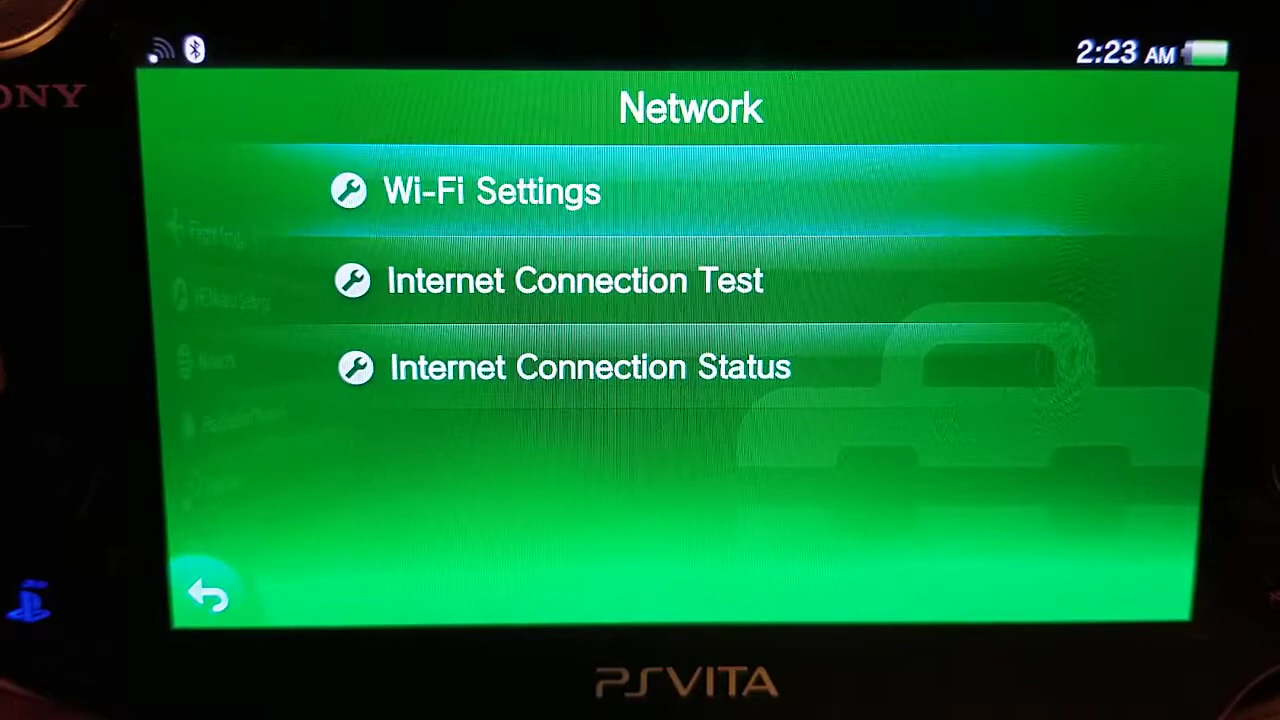 2:23 AM
ONY
Network
Wi-Fi Settings
Internet Connection Test
Internet Connection Status
PSVITA